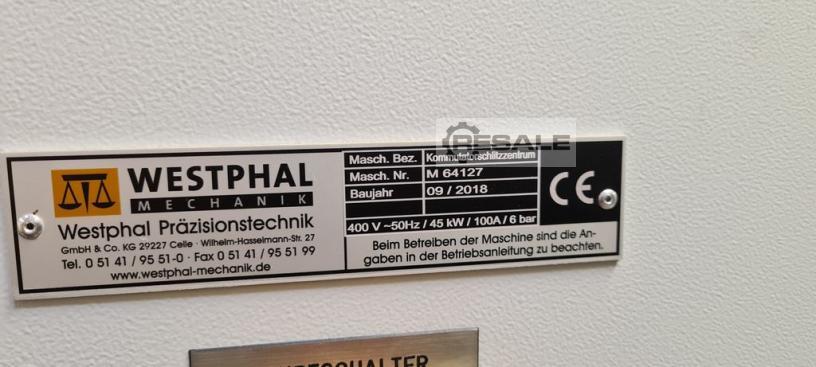 BESALE
WESTPHAL
MECHANIK
Westphal Präzisionstechnik
GmbH & Co. KG 29227 Celle · Wilhelm-Hasselmann-Str. 27
Tel. 0 51 41 / 95 51-0 · Fax 0 51 41 / 95 51 99
www.westphal-mechanik.de
Masch. Bez. Kommutatorschlitzzentrum
Masch. Nr. M 64127
Baujahr 09 / 2018
400 V ~50Hz / 45 kW / 100A / 6 bar
Beim Betreiben der Maschine sind die An-
gaben in der Betriebsanleitung zu beachten.
CE